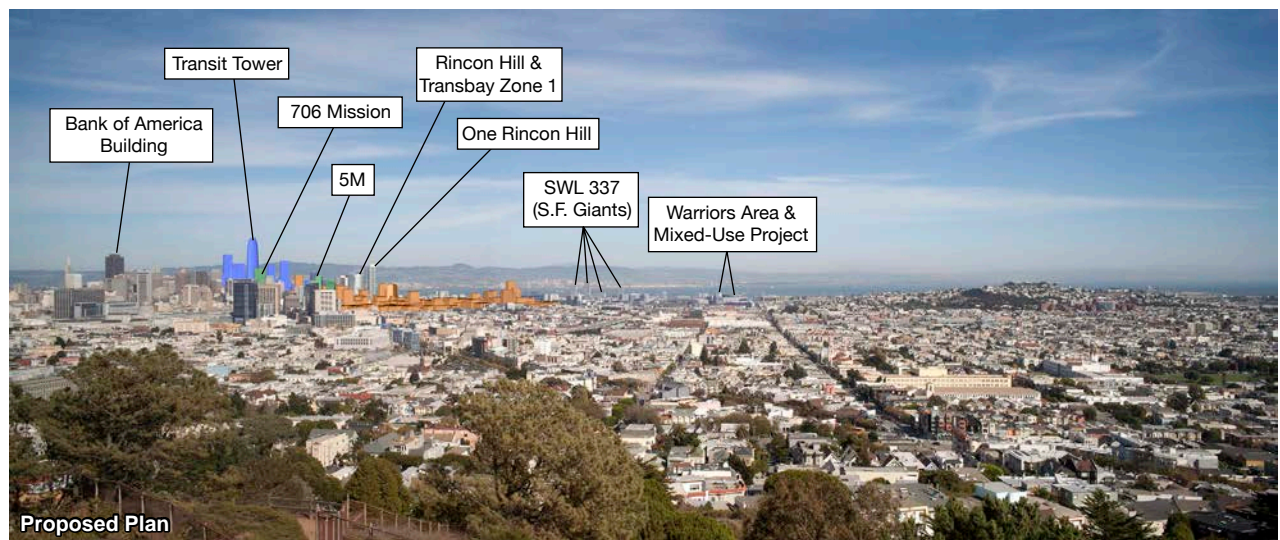 Transit Tower
Rincon Hill &
Transbay Zone 1
706 Mission
Bank of America
Building
One Rincon Hill
5M
SWL 337
(S.F. Giants)
Warriors Area &
Mixed-Use Project
Proposed Plan